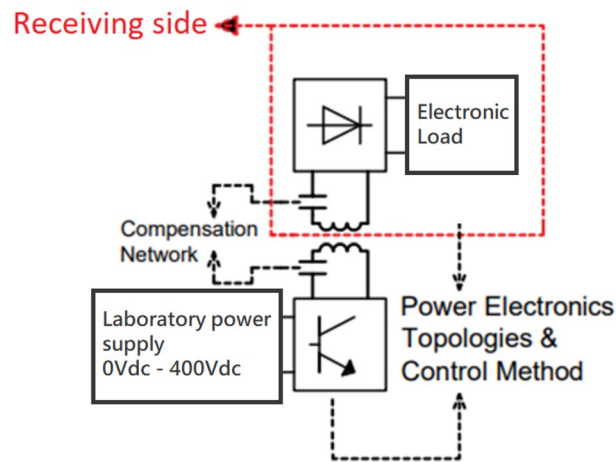 Receiving side
Electronic
Load
Compensation
Network
Laboratory power
supply
0Vdc - 400Vdc
Power Electronics
Topologies &
Control Method